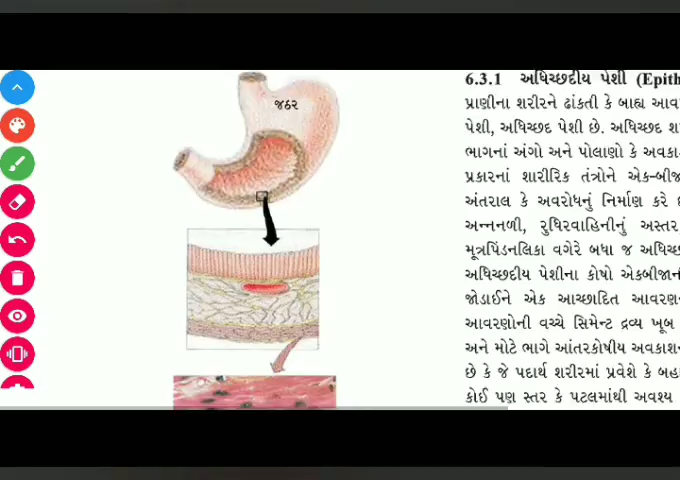 જઠર
6.3.1 અધિચ્છદીય પેશી (Epith
પ્રાણીના શરીરને ઢાંકતી કે બાહ્ય આવ
પેશી, અધિચ્છદ પેશી છે. અધિચ્છદ શ
ભાગનાં અંગો અને પોલાણો કે અવકા
પ્રકારનાં શારીરિક તંત્રોને એક-બીજ
અંતરાલ કે અવરોધનું નિર્માણ કરે
અન્નનળી, રુધિરવાહિનીનું અસ્તર
મૂત્રપિંડનલિકા વગેરે બધા જ અધિચ્
અધિચ્છદીય પેશીના કોષો એકબીજાની
જોડાઈને એક આચ્છાદિત આવરણ
આવરણોની વચ્ચે સિમેન્ટ દ્રવ્ય ખૂબ
અને મોટે ભાગે આંતરકોષીય અવકાશ
છે કે જે પદાર્થ શરીરમાં પ્રવેશે કે બહ
કોઈ પણ સ્તર કે પટલમાંથી અવશ્ય